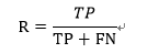 R = TP / (TP + FN)